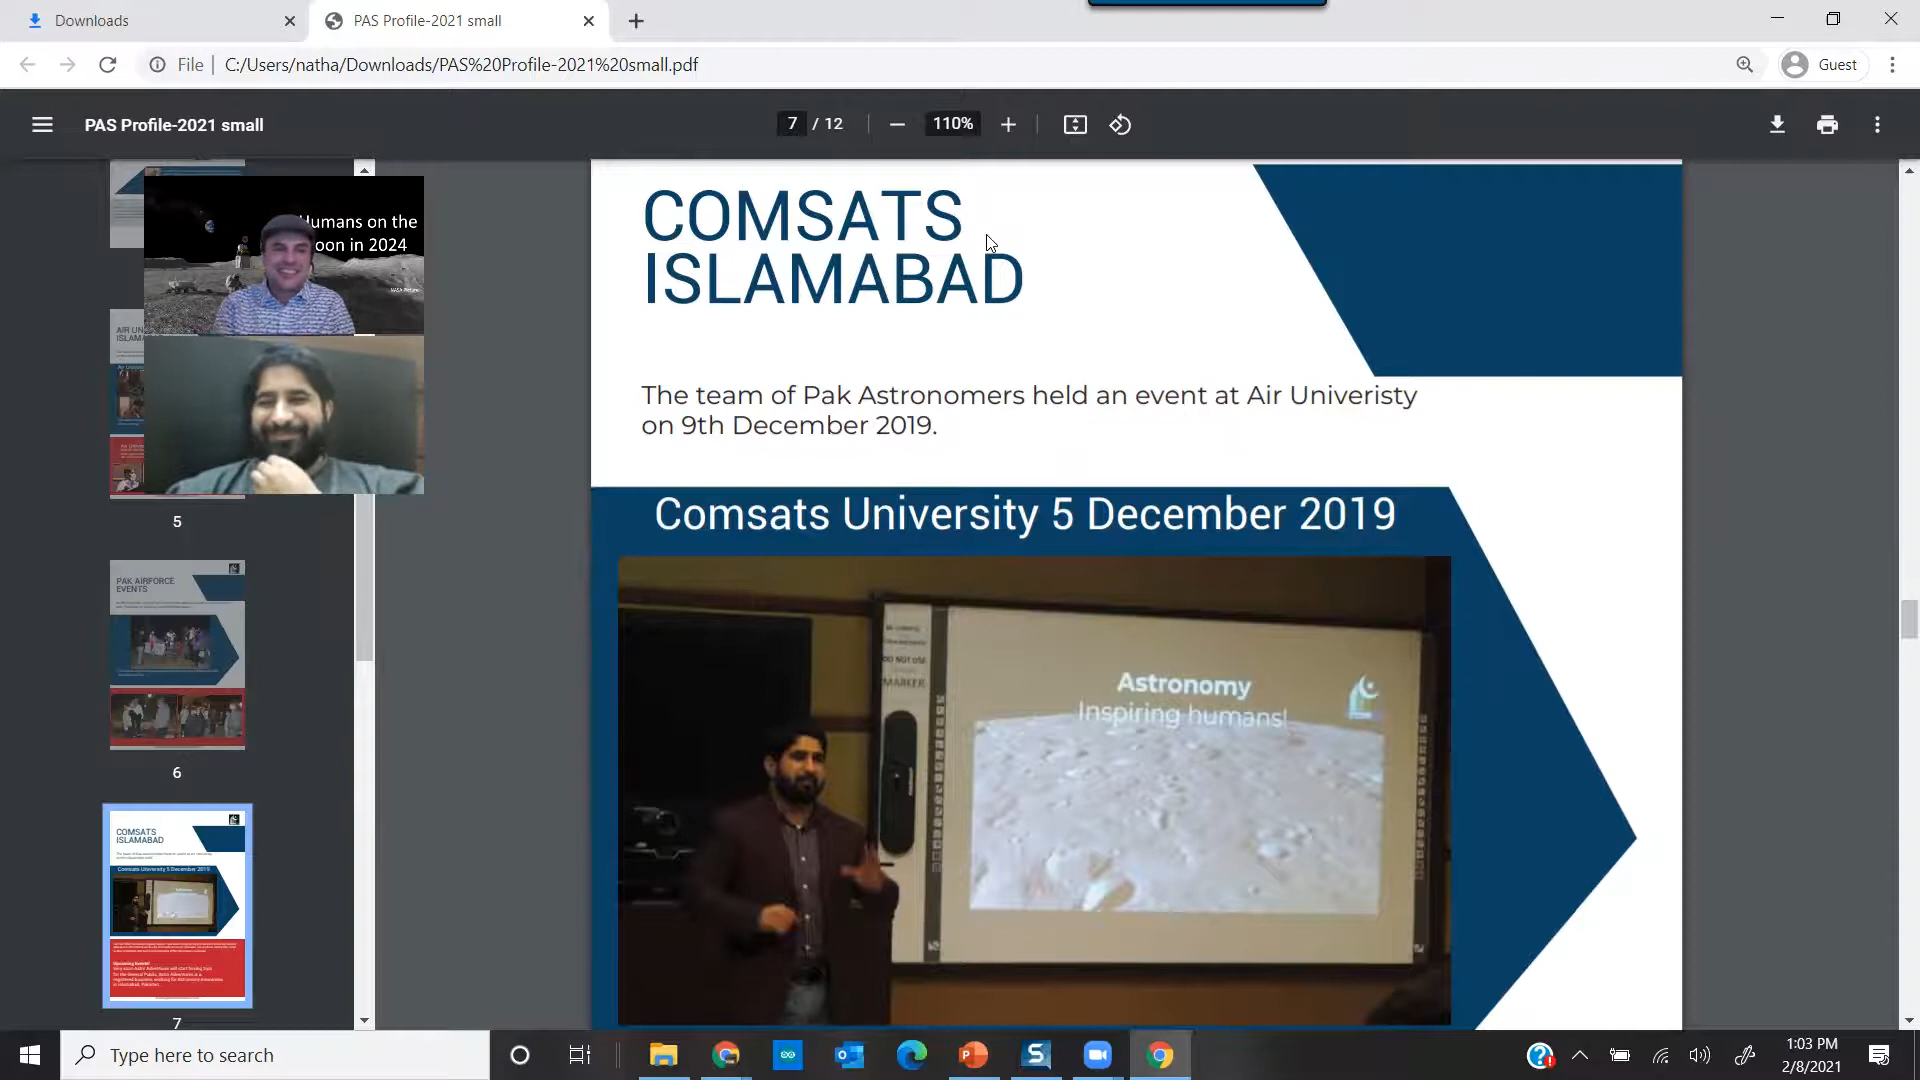 Downloads
PAS Profile-2021 small
File
C:/Users/natha/Downloads/PAS%20Profile-2021%20small.pdf
Guest
PAS Profile-2021 small
7 / 12
110%
Humans on the
oon in 2024
5
PAK AIRFORCE
EVENTS
6
COMSATS
ISLAMABAD
Comsats University 5 December 2019
7
COMSATS
ISLAMABAD
The team of Pak Astronomers held an event at Air Univeristy
on 9th December 2019.
Comsats University 5 December 2019
DO NOT USE
MARKER
Astronomy
Inspiring humans!
Type here to search
1:03 PM
2/8/2021